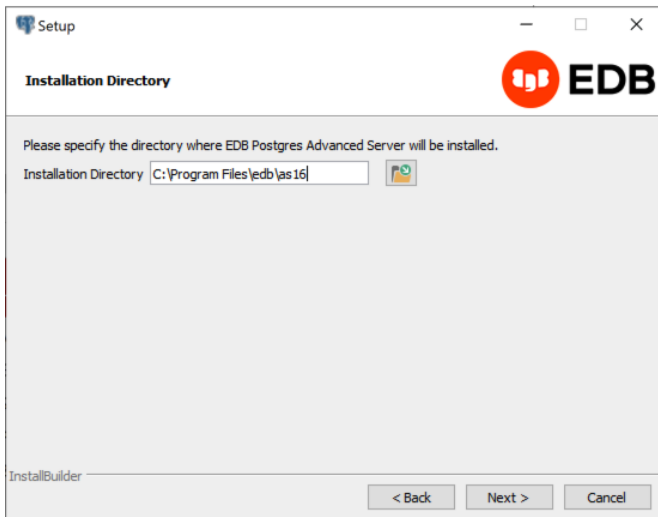 Setup
Installation Directory
EDB
Please specify the directory where EDB Postgres Advanced Server will be installed.
Installation Directory C:\Program Files\edb\as16
InstallBuilder
< Back Next > Cancel